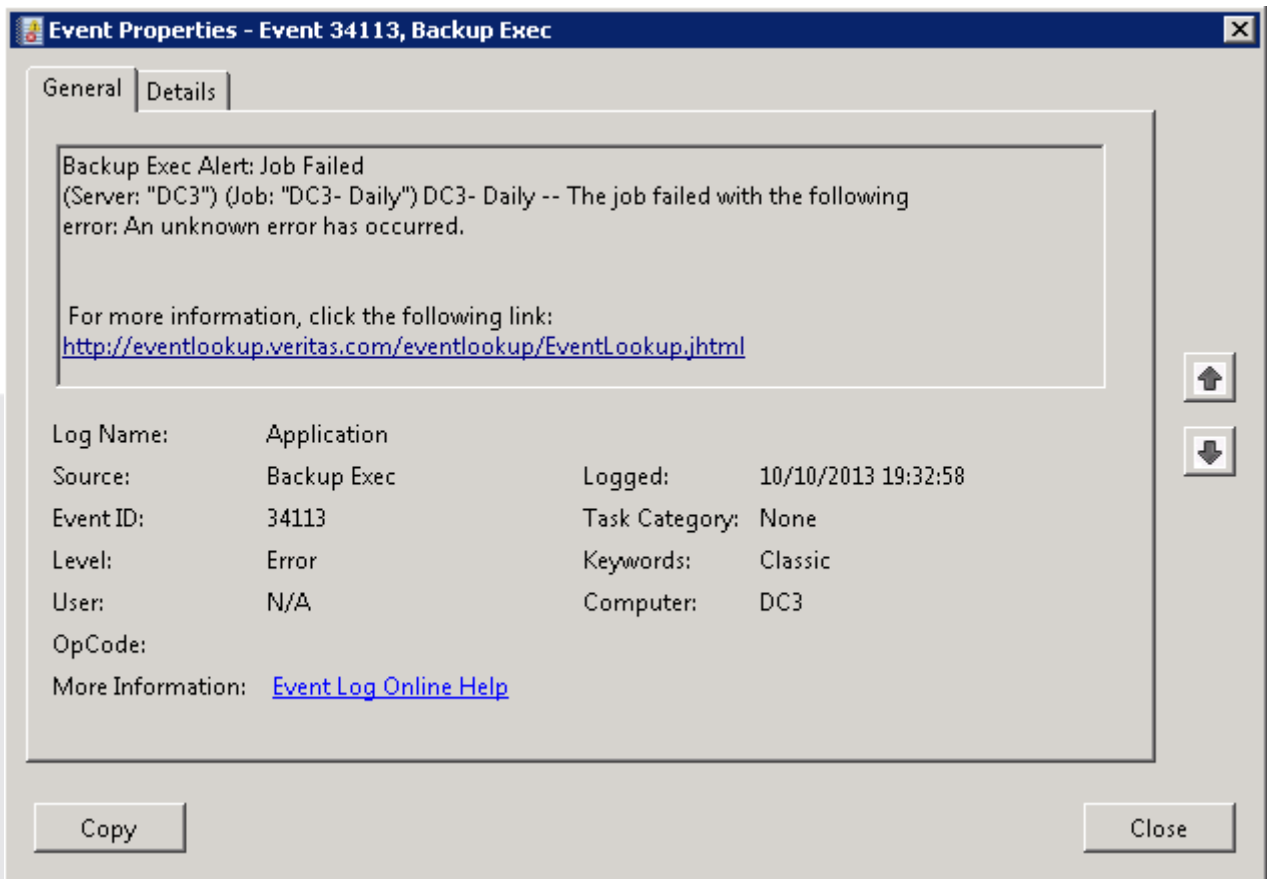 Event Properties - Event 34113, Backup Exec
General
Details
Backup Exec Alert: Job Failed
(Server: "DC3") (Job: "DC3- Daily") DC3- Daily -- The job failed with the following
error: An unknown error has occurred.
For more information, click the following link:
http://eventlookup.veritas.com/eventlookup/EventLookup.jhtml
Log Name: Application
Source: Backup Exec Logged: 10/10/2013 19:32:58
Event ID: 34113 Task Category: None
Level: Error Keywords: Classic
User: N/A Computer: DC3
OpCode:
More Information: Event Log Online Help
Copy
Close